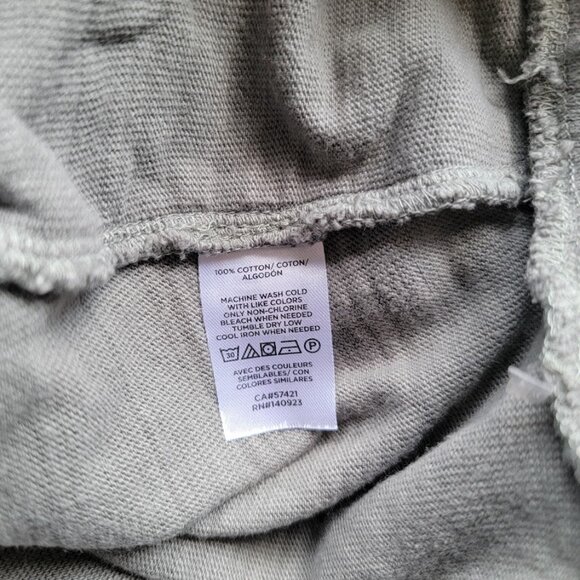 100% COTTON/ COTON/
ALGODÓN
MACHINE WASH COLD
WITH LIKE COLORS
ONLY NON-CHLORINE
BLEACH WHEN NEEDED
TUMBLE DRY LOW
COOL IRON WHEN NEEDED
30 P
AVEC DES COULEURS
SEMBLABLES/ CON
COLORES SIMILARES
CA#57421
RN#140923